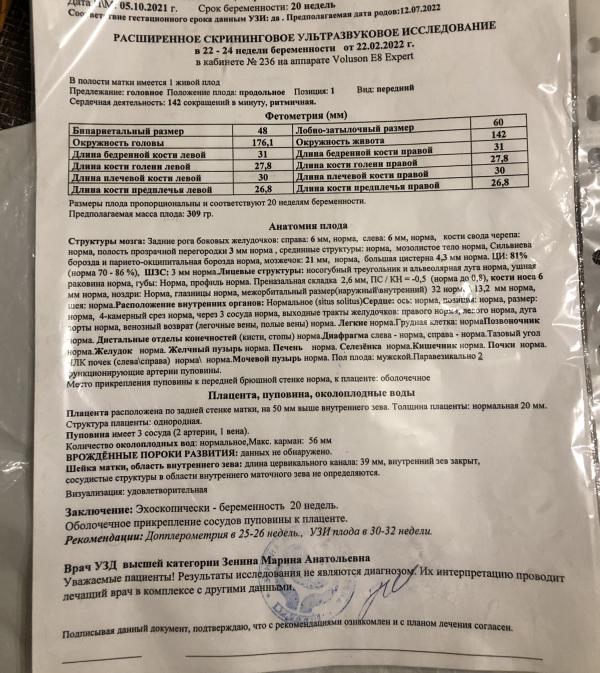 Дата ПМ: 05.10.2021 г. Срок беременности: 20 недель
Соответствие гестационного срока данным УЗИ: да . Предполагаемая дата родов:12.07.2022
РАСШИРЕННОЕ СКРИНИНГОВОЕ УЛЬТРАЗВУКОВОЕ ИССЛЕДОВАНИЕ
в 22 - 24 недели беременности от 22.02.2022 г.
в кабинете № 236 на аппарате Voluson E8 Expert
В полости матки имеется 1 живой плод
Предлежание: головное Положение плода: продольное Позиция: 1 Вид: передний
Сердечная деятельность: 142 сокращений в минуту, ритмичная.
Фетометрия (мм)
Бипариетальный размер 48 Лобно-затылочный размер 60
Окружность головы 176,1 Окружность живота 142
Длина бедренной кости левой 31 Длина бедренной кости правой 31
Длина кости голени левой 27,8 Длина кости голени правой 27,8
Длина плечевой кости левой 30 Длина плечевой кости правой 30
Длина кости предплечья левой 26,8 Длина кости предплечья правой 26,8
Размеры плода пропорциональны и соответствуют 20 неделям беременности.
Предполагаемая масса плода: 309 гр.
Анатомия плода
Структуры мозга: Задние рога боковых желудочков: справа: 6 мм, норма, слева: 6 мм, норма, кости свода черепа:
норма, полость прозрачной перегородки 3 мм норма , срединные структуры: норма, мозолистое тело норма, Сильвиева
борозда и парието-окципитальная борозда норма, мозжечок: 21 мм, норма, большая цистерна 4,3 мм норма. ЦИ: 81%
(норма 70 - 86 %), ШЗС: 3 мм норма.Лицевые структуры: носогубный треугольник и альвеолярная дуга норма, ушная
раковина норма, губы: Норма, профиль норма. Преназальная складка 2,6 мм, ПС / КН = -0,5 (норма до 0,8), кости носа 6
мм норма, ноздри: Норма, глазницы норма, межорбитальный размер(наружный\внутренний) 32 норма\ 13,2 мм норма,
шея: норма.Расположение внутренних органов: Нормальное (situs solitus)Сердце: ось: норма, позиция: норма, размер:
норма, 4-камерный срез норма, через 3 сосуда норма, выходные тракты желудочков: правого норма, левого норма, дуга
аорты норма, венозный возврат (легочные вены, полые вены) норма. Легкие норма.Грудная клетка: нормаПозвоночник
норма. Дистальные отделы конечностей (кисти, стопы) норма.Диафрагма слева - норма, справа - норма.Тазовый угол
норма.Желудок норма. Желчный пузырь норма. Печень норма. Селезёнка норма.Кишечник норма. Почки норма.
ЧЛК почек (слева\справа) норма\ норма.Мочевой пузырь норма. Пол плода: мужской.Паравезикально 2
функционирующие артерии пуповины.
Место прикрепления пуповины к передней брюшной стенке норма, к плаценте: оболочечное
Плацента, пуповина, околоплодные воды
Плацента расположена по задней стенке матки, на 50 мм выше внутреннего зева. Толщина плаценты: нормальная 20 мм.
Структура плаценты: однородная.
Пуповина имеет 3 сосуда (2 артерии, 1 вена).
Количество околоплодных вод: нормальное,Макс. карман: 56 мм
ВРОЖДЁННЫЕ ПОРОКИ РАЗВИТИЯ: данных не обнаружено.
Шейка матки, область внутреннего зева: длина цервикального канала: 39 мм, внутренний зев закрыт,
сосудистые структуры в области внутреннего маточного зева не определяются.
Визуализация: удовлетворительная
Заключение: Эхоскопически - беременность 20 недель.
Оболочечное прикрепление сосудов пуповины к плаценте.
Рекомендации: Допплерометрия в 25-26 недель., УЗИ плода в 30-32 недели.
Врач УЗД высшей категории Зенина Марина Анатольевна
Уважаемые пациенты! Результаты исследования не являются диагнозом. Их интерпретацию проводит
лечащий врач в комплексе с другими данными.
Подписывая данный документ, подтверждаю, что с рекомендациями ознакомлен и с планом лечения согласен.